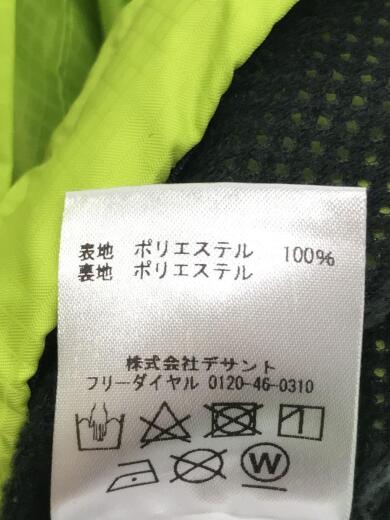 表地 ポリエステル 100%
裏地 ポリエステル
株式会社デサント
フリーダイヤル 0120-46-0310
W